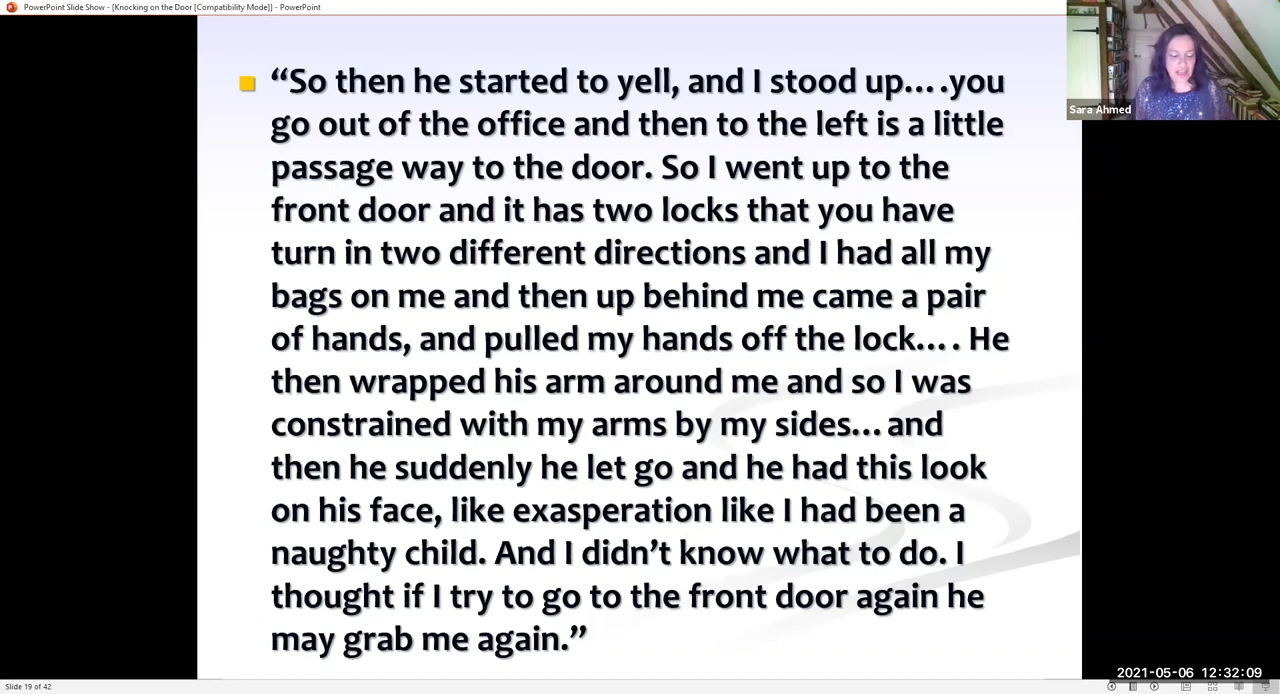 PowerPoint Slide Show - [Knocking on the Door [Compatibility Mode]] - PowerPoint
Sara Ahmed
“So then he started to yell, and I stood up….you
go out of the office and then to the left is a little
passage way to the door. So I went up to the
front door and it has two locks that you have
turn in two different directions and I had all my
bags on me and then up behind me came a pair
of hands, and pulled my hands off the lock…. He
then wrapped his arm around me and so I was
constrained with my arms by my sides…and
then he suddenly he let go and he had this look
on his face, like exasperation like I had been a
naughty child. And I didn’t know what to do. I
thought if I try to go to the front door again he
may grab me again.”
2021-05-06 12:32:09
Slide 19 of 42